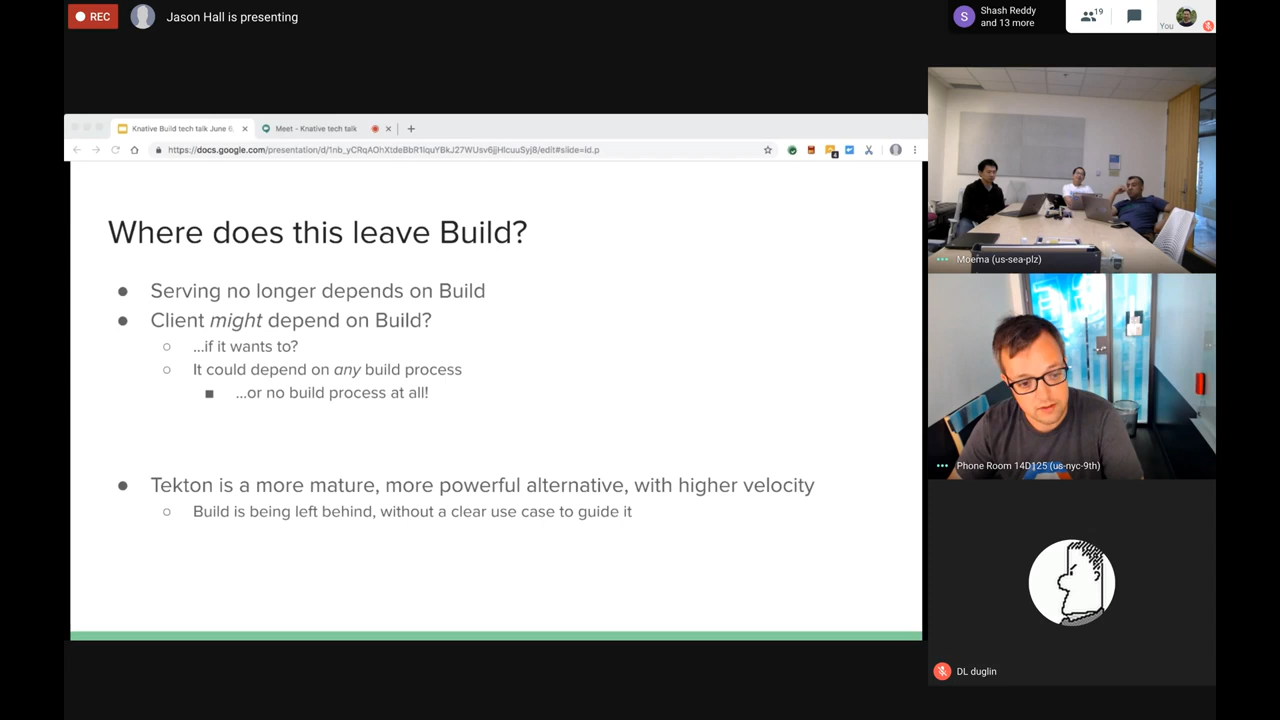 REC
Jason Hall is presenting
S
Shash Reddy
and 13 more
19
You
Knative Build tech talk June 6,
Meet - Knative tech talk
https://docs.google.com/presentation/d/1nb_yCRqAOhXtdeBbR1lquYBkJ27WUsv6jjHlcuuSyj8/edit#slide=id.p
4
Where does this leave Build?
● Serving no longer depends on Build
● Client might depend on Build?
○ ...if it wants to?
○ It could depend on any build process
■ ...or no build process at all!
● Tekton is a more mature, more powerful alternative, with higher velocity
○ Build is being left behind, without a clear use case to guide it
Moema (us-sea-plz)
Phone Room 14D125 (us-nyc-9th)
DL duglin